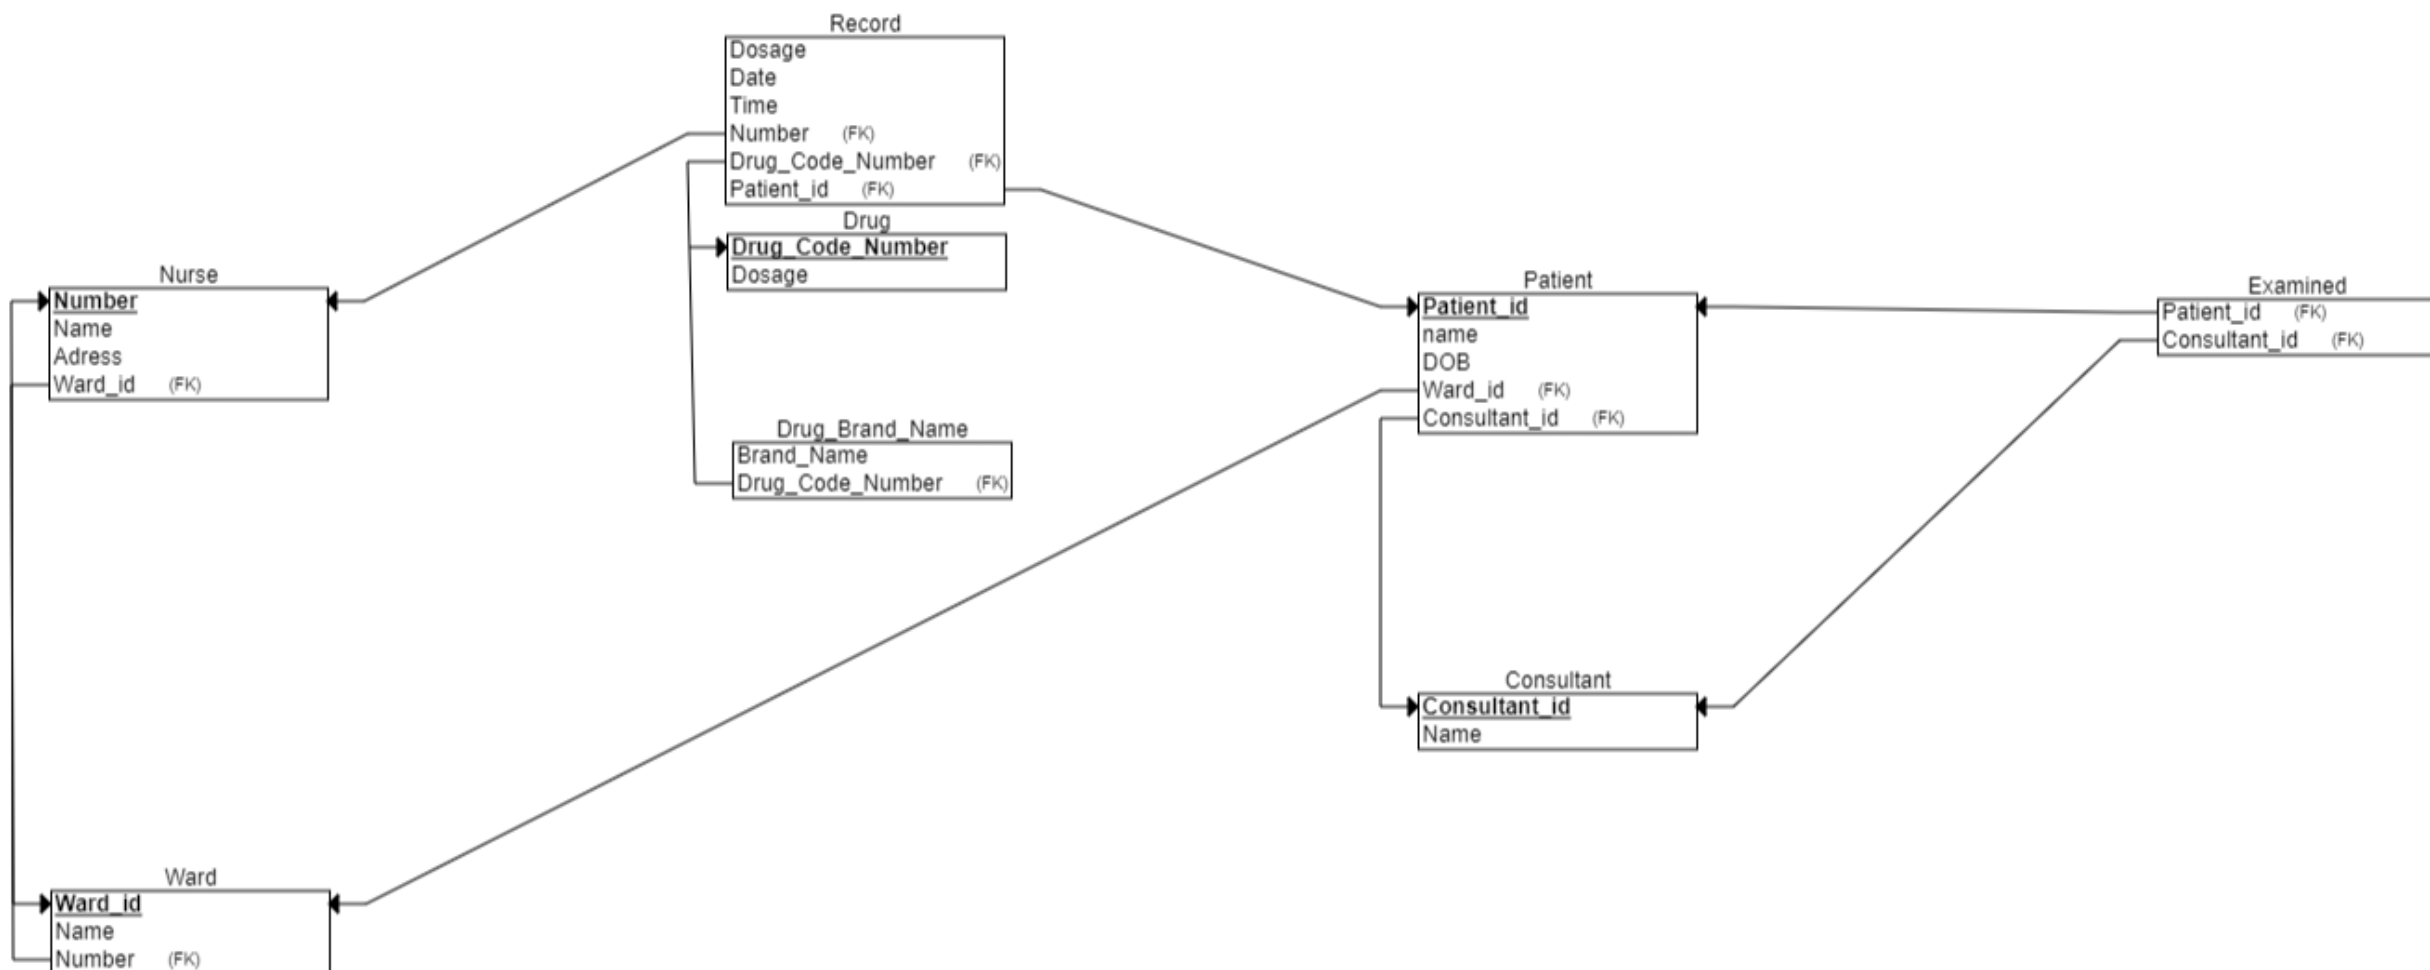 Record
Dosage
Date
Time
Number (FK)
Drug_Code_Number (FK)
Patient_id (FK)
Drug
Drug_Code_Number
Dosage
Nurse
Number
Name
Adress
Ward_id (FK)
Patient
Patient_id
name
DOB
Ward_id (FK)
Consultant_id (FK)
Examined
Patient_id (FK)
Consultant_id (FK)
Drug_Brand_Name
Brand_Name
Drug_Code_Number (FK)
Consultant
Consultant_id
Name
Ward
Ward_id
Name
Number (FK)